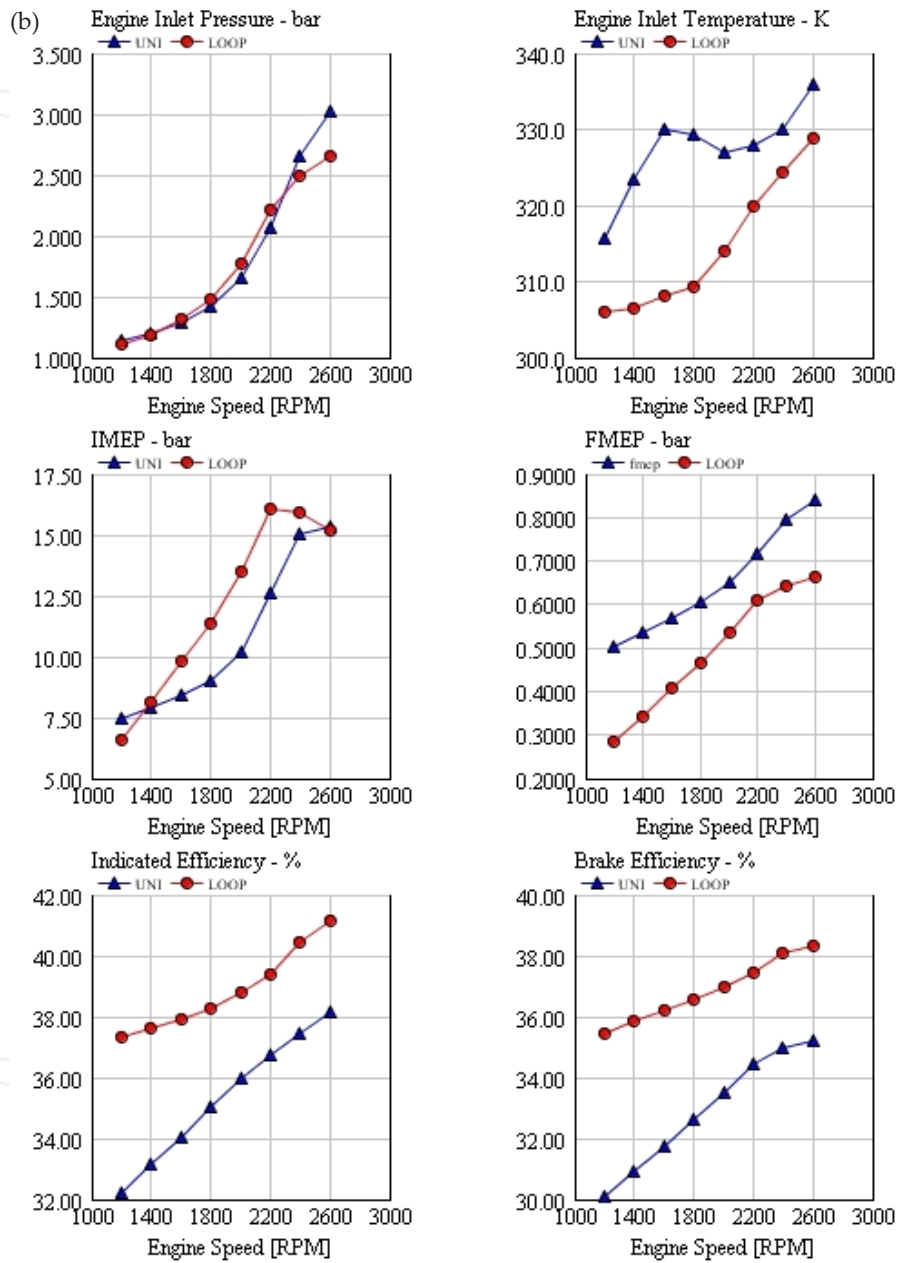 (b)
Engine Inlet Pressure - bar
UNI LOOP
3.500
3.000
2.500
2.000
1.500
1.000
1000 1400 1800 2200 2600 3000
Engine Speed [RPM]
Engine Inlet Temperature - K
UNI LOOP
340.0
330.0
320.0
310.0
300.0
1000 1400 1800 2200 2600 3000
Engine Speed [RPM]
IMEP - bar
UNI LOOP
17.50
15.00
12.50
10.00
7.50
5.00
1000 1400 1800 2200 2600 3000
Engine Speed [RPM]
FMEP - bar
fmep LOOP
0.9000
0.8000
0.7000
0.6000
0.5000
0.4000
0.3000
0.2000
1000 1400 1800 2200 2600 3000
Engine Speed [RPM]
Indicated Efficiency - %
UNI LOOP
42.00
40.00
38.00
36.00
34.00
32.00
1000 1400 1800 2200 2600 3000
Engine Speed [RPM]
Brake Efficiency - %
UNI LOOP
40.00
38.00
36.00
34.00
32.00
30.00
1000 1400 1800 2200 2600 3000
Engine Speed [RPM]